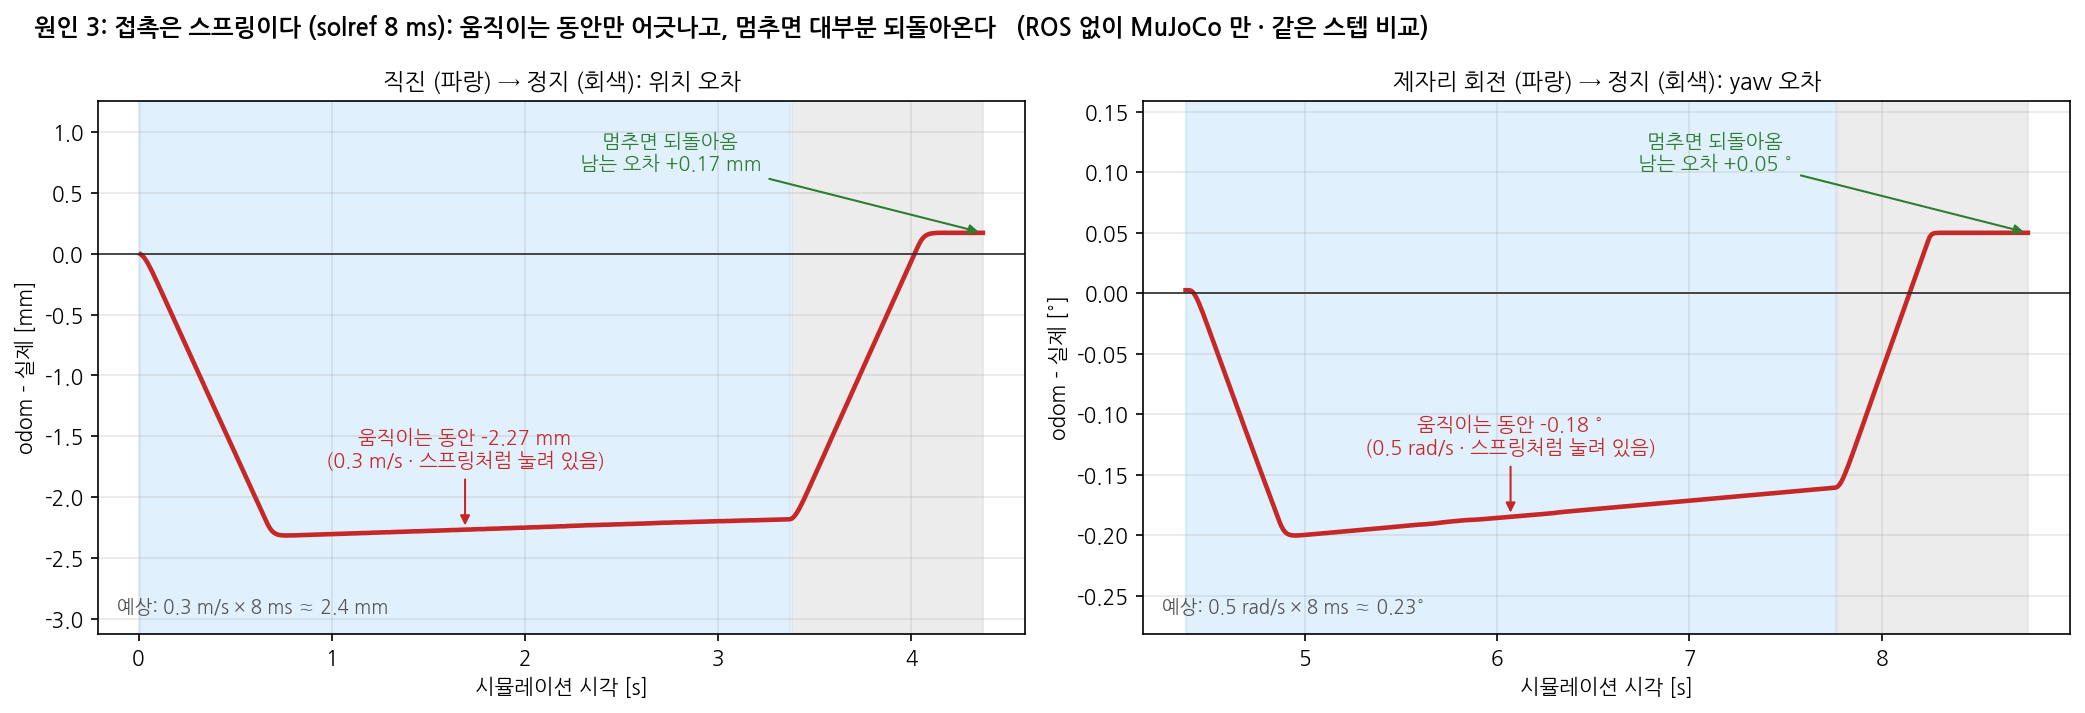 원인 3: 접촉은 스프링이다 (solref 8 ms): 움직이는 동안만 어긋나고, 멈추면 대부분 되돌아온다 (ROS 없이 MuJoCo 만 · 같은 스텝 비교)
직진 (파랑) → 정지 (회색): 위치 오차
odom - 실제 [mm]
1.0
0.5
0.0
-0.5
-1.0
-1.5
-2.0
-2.5
-3.0
멈추면 되돌아옴
남는 오차 +0.17 mm
움직이는 동안 -2.27 mm
(0.3 m/s · 스프링처럼 눌려 있음)
예상: 0.3 m/s × 8 ms ≈ 2.4 mm
0 1 2 3 4
시뮬레이션 시각 [s]
제자리 회전 (파랑) → 정지 (회색): yaw 오차
odom - 실제 [°]
0.15
0.10
0.05
0.00
-0.05
-0.10
-0.15
-0.20
-0.25
멈추면 되돌아옴
남는 오차 +0.05 °
움직이는 동안 -0.18 °
(0.5 rad/s · 스프링처럼 눌려 있음)
예상: 0.5 rad/s × 8 ms ≈ 0.23°
5 6 7 8
시뮬레이션 시각 [s]